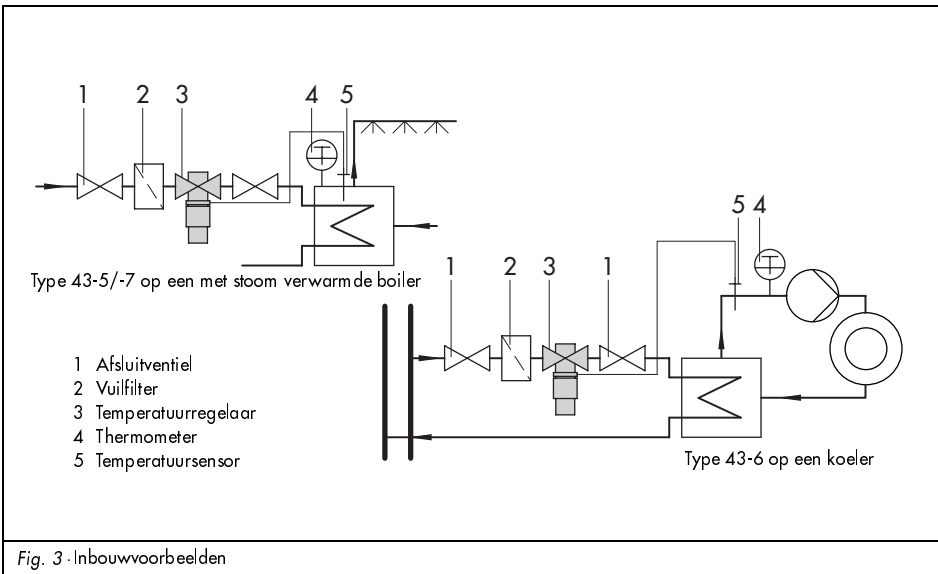 1 2 3 4 5
Type 43-5/-7 op een met stoom verwarmde boiler
5 4
1 2 3 1
1 Afsluitventiel
2 Vuilfilter
3 Temperatuurregelaar
4 Thermometer
5 Temperatuursensor
Type 43-6 op een koeler
Fig. 3 · Inbouwvoorbeelden